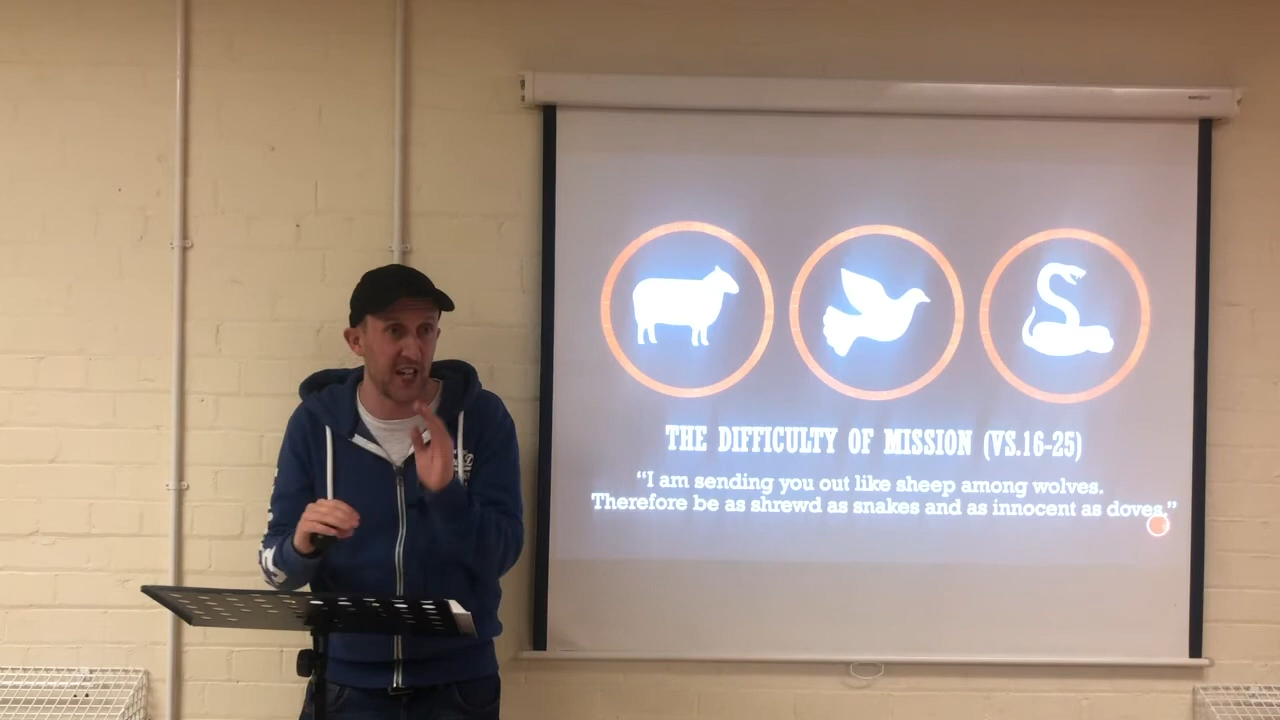 THE DIFFICULTY OF MISSION (VS.16-25)
“I am sending you out like sheep among wolves.
Therefore be as shrewd as snakes and as innocent as doves.”